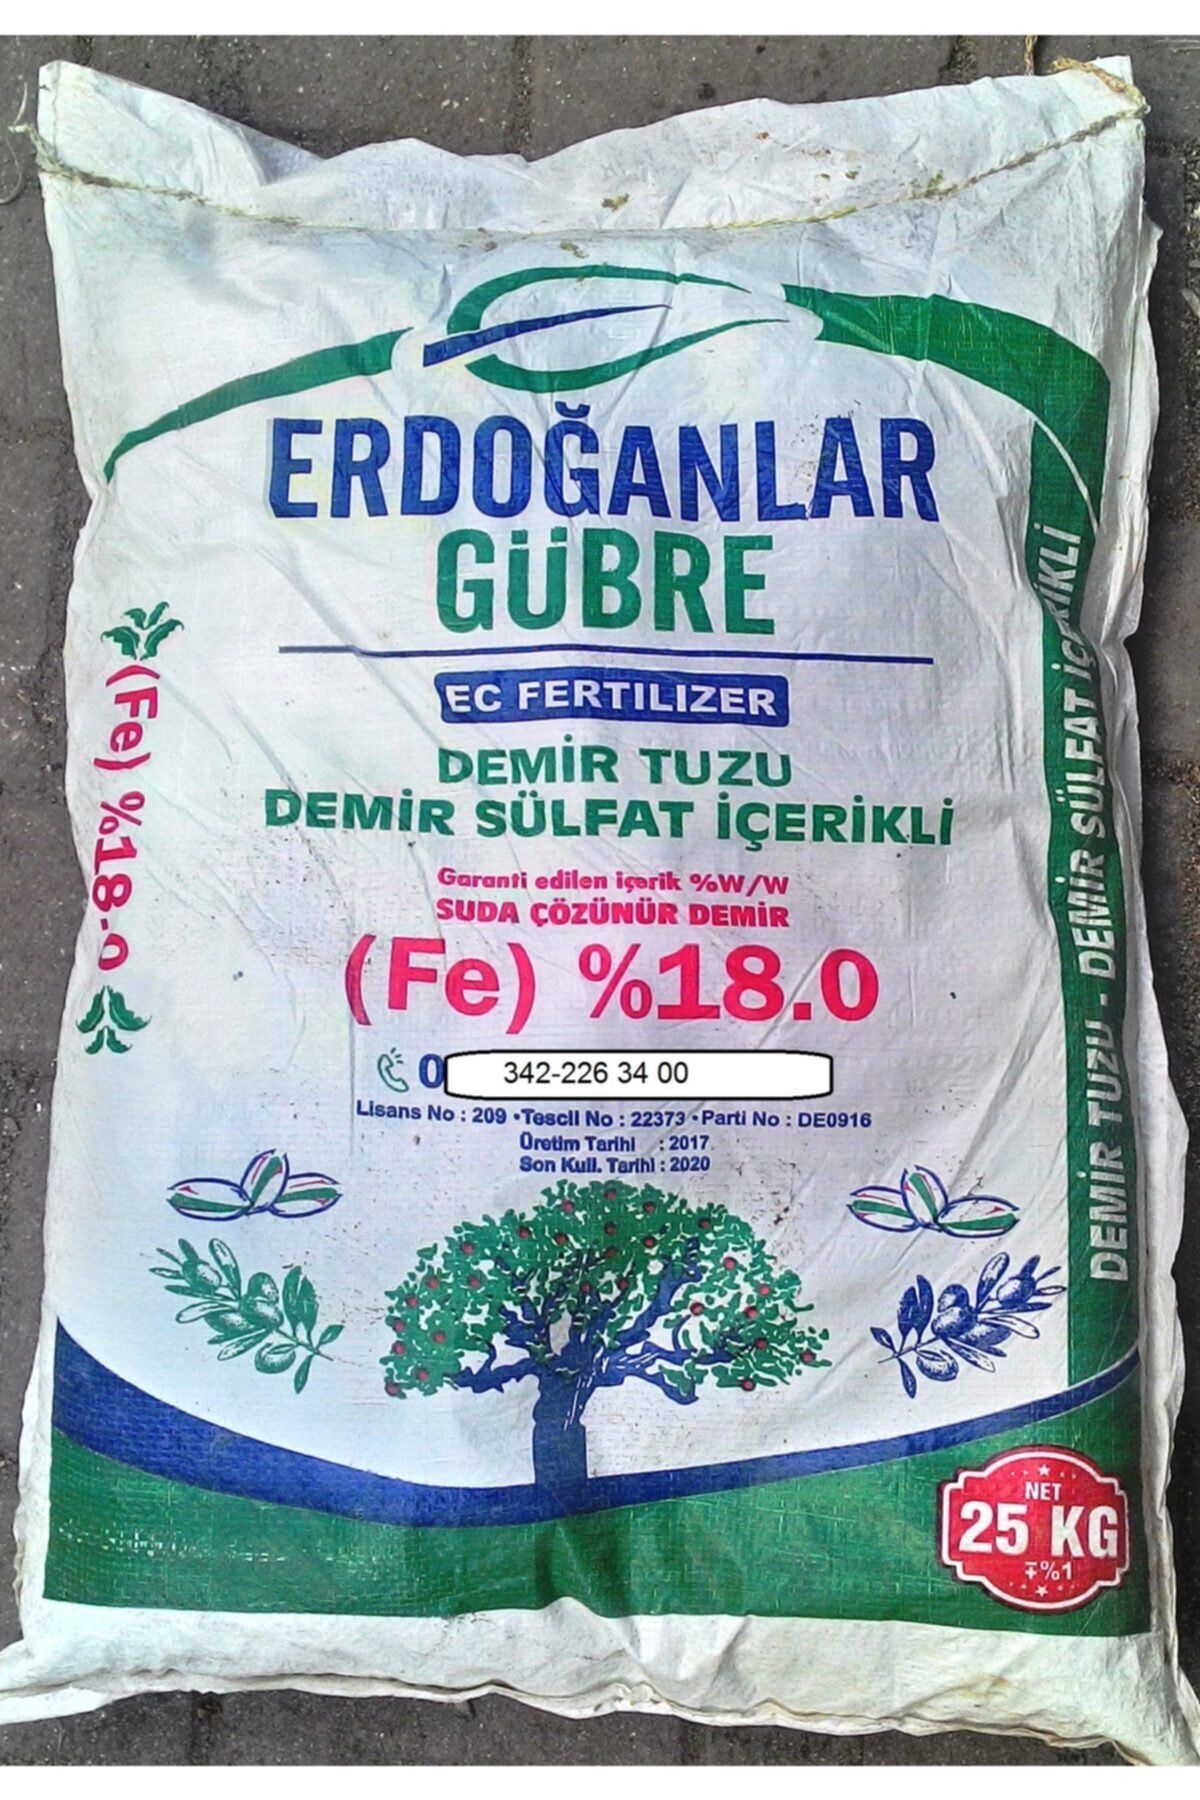 ERDOĞANLAR
GÜBRE
EC FERTILIZER
DEMİR TUZU
DEMİR SÜLFAT İÇERİKLİ
Garanti edilen içerik %W/W
SUDA ÇÖZÜNÜR DEMİR
(Fe) %18.0
0 342-226 34 00
Lisans No : 209 • Tescil No : 22373 • Parti No : DE0916
Üretim Tarihi : 2017
Son Kull. Tarihi : 2020
(Fe) %18.0
DEMİR TUZU - DEMİR SÜLFAT İÇERİKLİ
NET
25 KG
∓%1